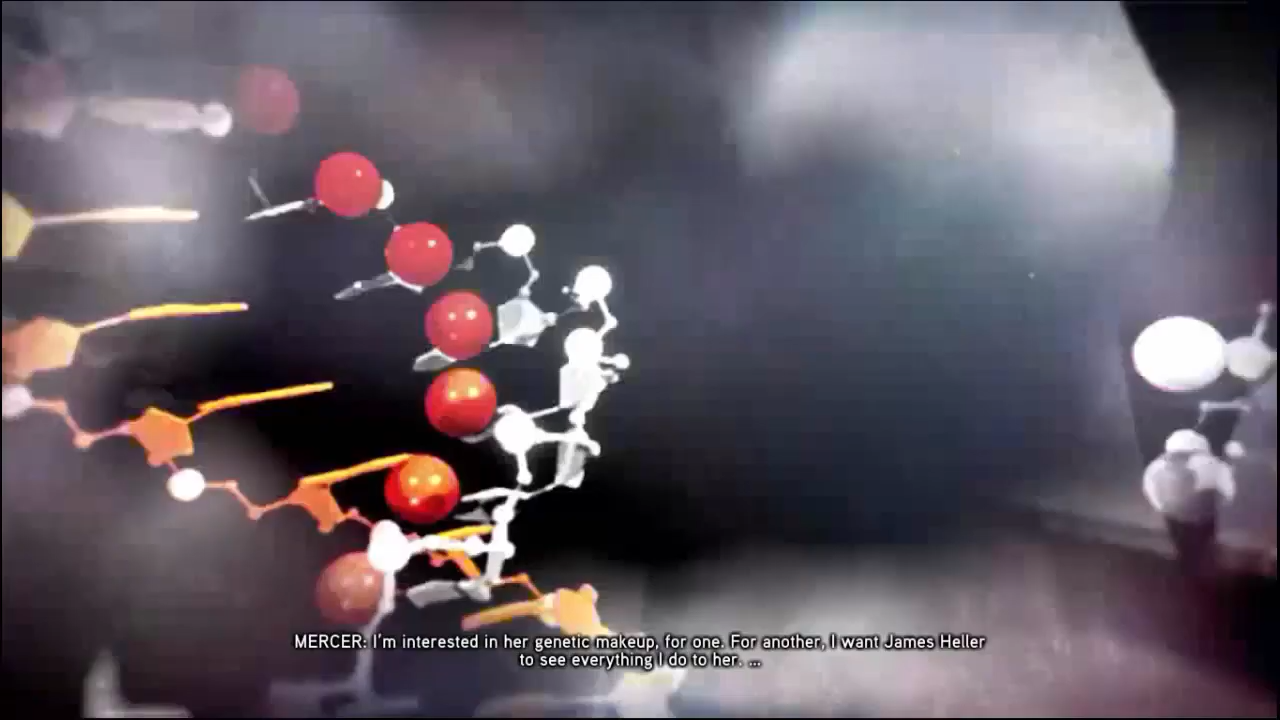 MERCER: I'm interested in her genetic makeup, for one. For another, I want James Heller
to see everything I do to her. ...